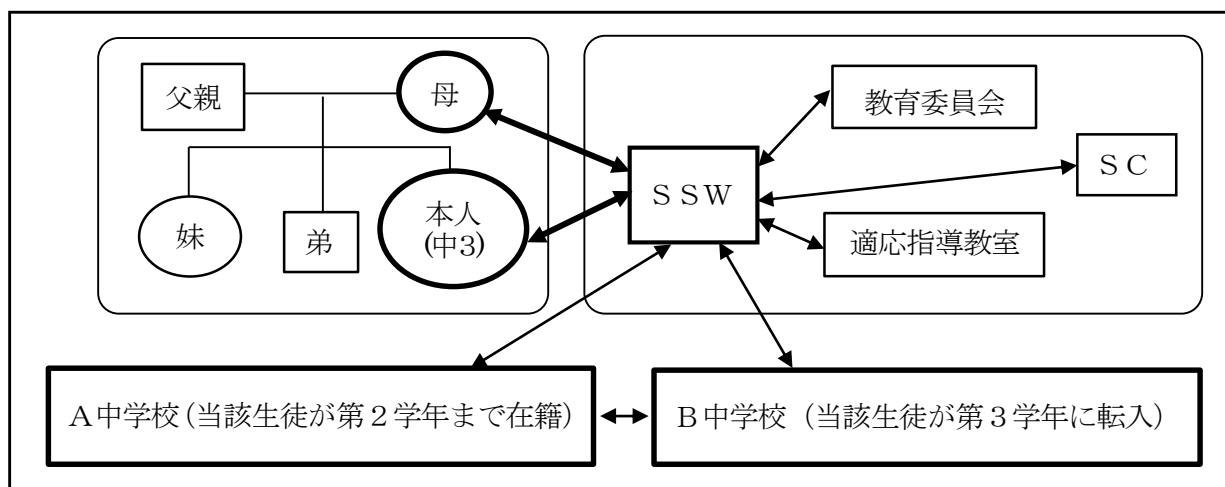 父親
母
妹
弟
本人
(中3)
ＳＳＷ
教育委員会
ＳＣ
適応指導教室
Ａ中学校(当該生徒が第２学年まで在籍)
Ｂ中学校（当該生徒が第３学年に転入）